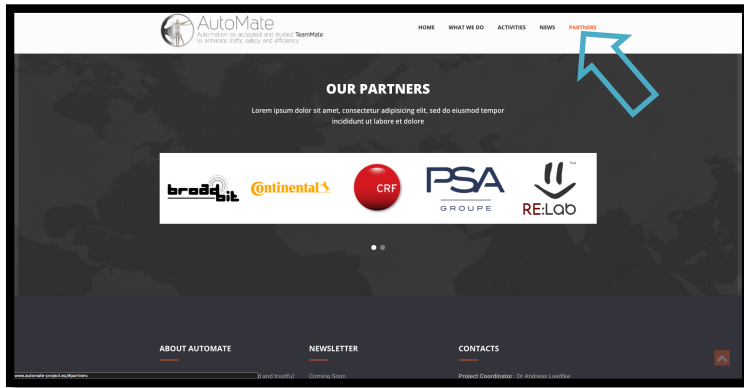 AutoMate
Automation as accepted and trusted TeamMate
to enhance traffic safety and efficiency
HOME WHAT WE DO ACTIVITIES NEWS PARTNERS
OUR PARTNERS
Lorem ipsum dolor sit amet, consectetur adipisicing elit, sed do eiusmod tempor
incididunt ut labore et dolore
broadbit Continental CRF PSA GROUPE RE:Lab TM
ABOUT AUTOMATE NEWSLETTER CONTACTS
www.automate-project.eu/#partners d and trustful Coming Soon Project Coordinator : Dr Andreas Luedtke